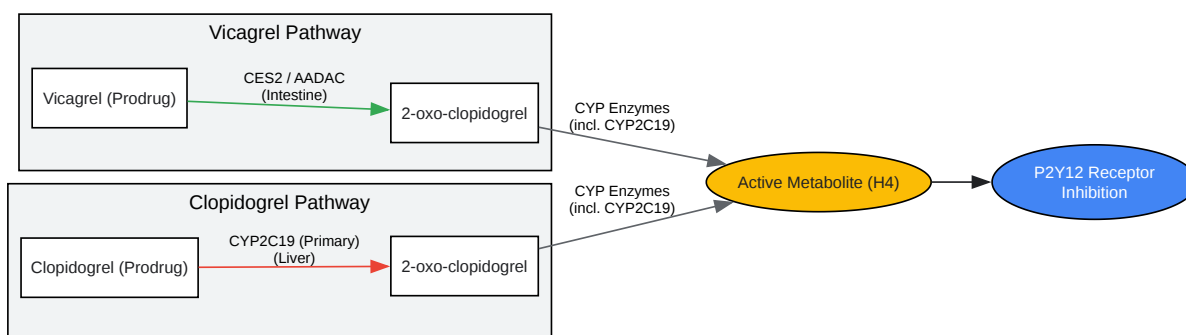 Vicagrel Pathway
CES2 / AADAC
(Intestine)
Vicagrel (Prodrug)
2-oxo-clopidogrel
CYP Enzymes
(incl. CYP2C19)
Clopidogrel Pathway
CYP2C19 (Primary)
(Liver)
Clopidogrel (Prodrug)
2-oxo-clopidogrel
CYP Enzymes
(incl. CYP2C19)
Active Metabolite (H4)
P2Y12 Receptor
Inhibition